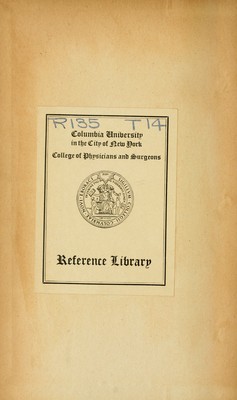 R135 T14
Columbia University
in the City of New York
College of Physicians and Surgeons
Reference Library